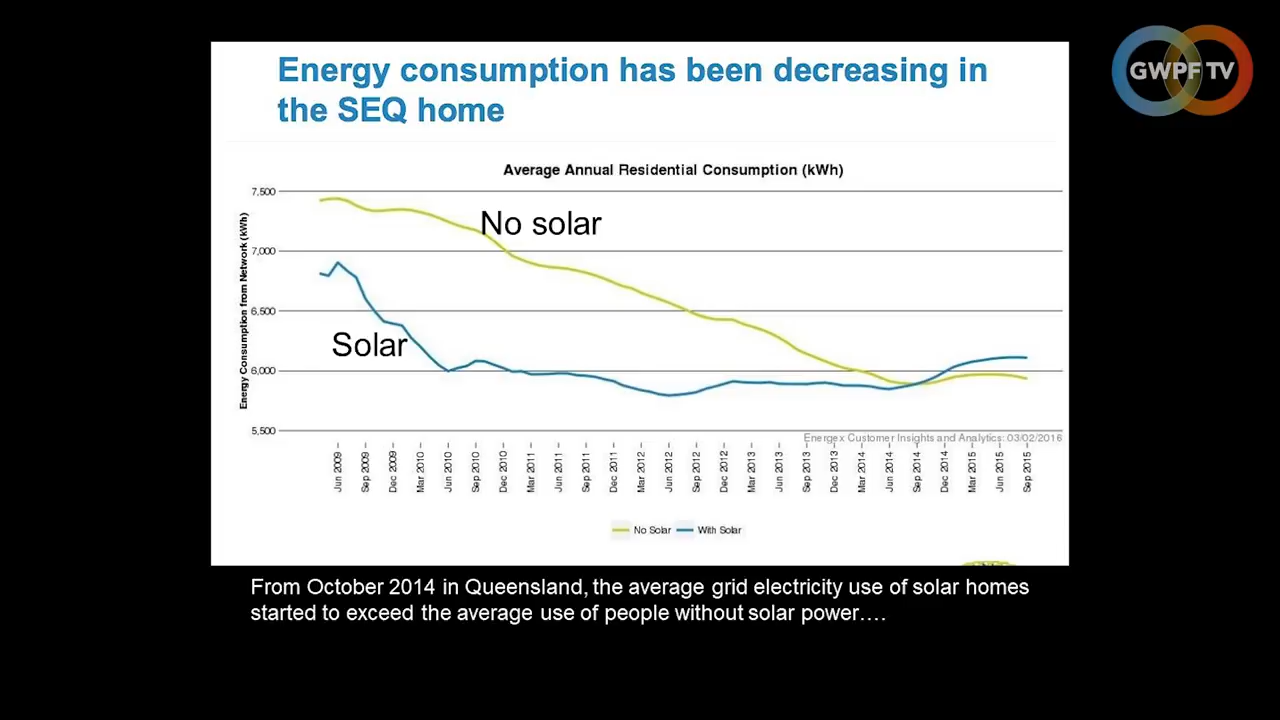 GWPF TV
Energy consumption has been decreasing in
the SEQ home
Average Annual Residential Consumption (kWh)
Energy Consumption from Network (kWh)
7,500
7,000
6,500
6,000
5,500
No solar
Solar
Energex Customer Insights and Analytics: 03/02/2016
Jun 2009
Sep 2009
Dec 2009
Mar 2010
Jun 2010
Sep 2010
Dec 2010
Mar 2011
Jun 2011
Sep 2011
Dec 2011
Mar 2012
Jun 2012
Sep 2012
Dec 2012
Mar 2013
Jun 2013
Sep 2013
Dec 2013
Mar 2014
Jun 2014
Sep 2014
Dec 2014
Mar 2015
Jun 2015
Sep 2015
No Solar With Solar
From October 2014 in Queensland, the average grid electricity use of solar homes
started to exceed the average use of people without solar power….